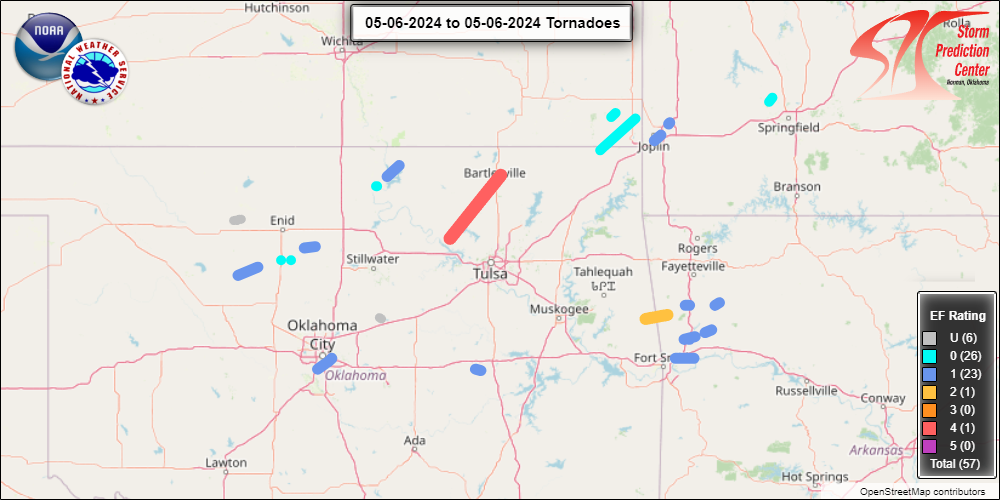 Hutchinson
05-06-2024 to 05-06-2024 Tornadoes
Rolla
NOAA
NATIONAL WEATHER SERVICE
Wichita
Storm
Prediction
Center
Norman, Oklahoma
Springfield
Joplin
Bartlesville
Branson
Enid
Rogers
Stillwater
Tulsa
Tahlequah
ᏓᎵᏆ
Fayetteville
Muskogee
Oklahoma
City
Fort Sm
Oklahoma
Russellville
Conway
Ada
Arkansas
Lawton
Hot Springs
EF Rating
U (6)
0 (26)
1 (23)
2 (1)
3 (0)
4 (1)
5 (0)
Total (57)
OpenStreetMap contributors